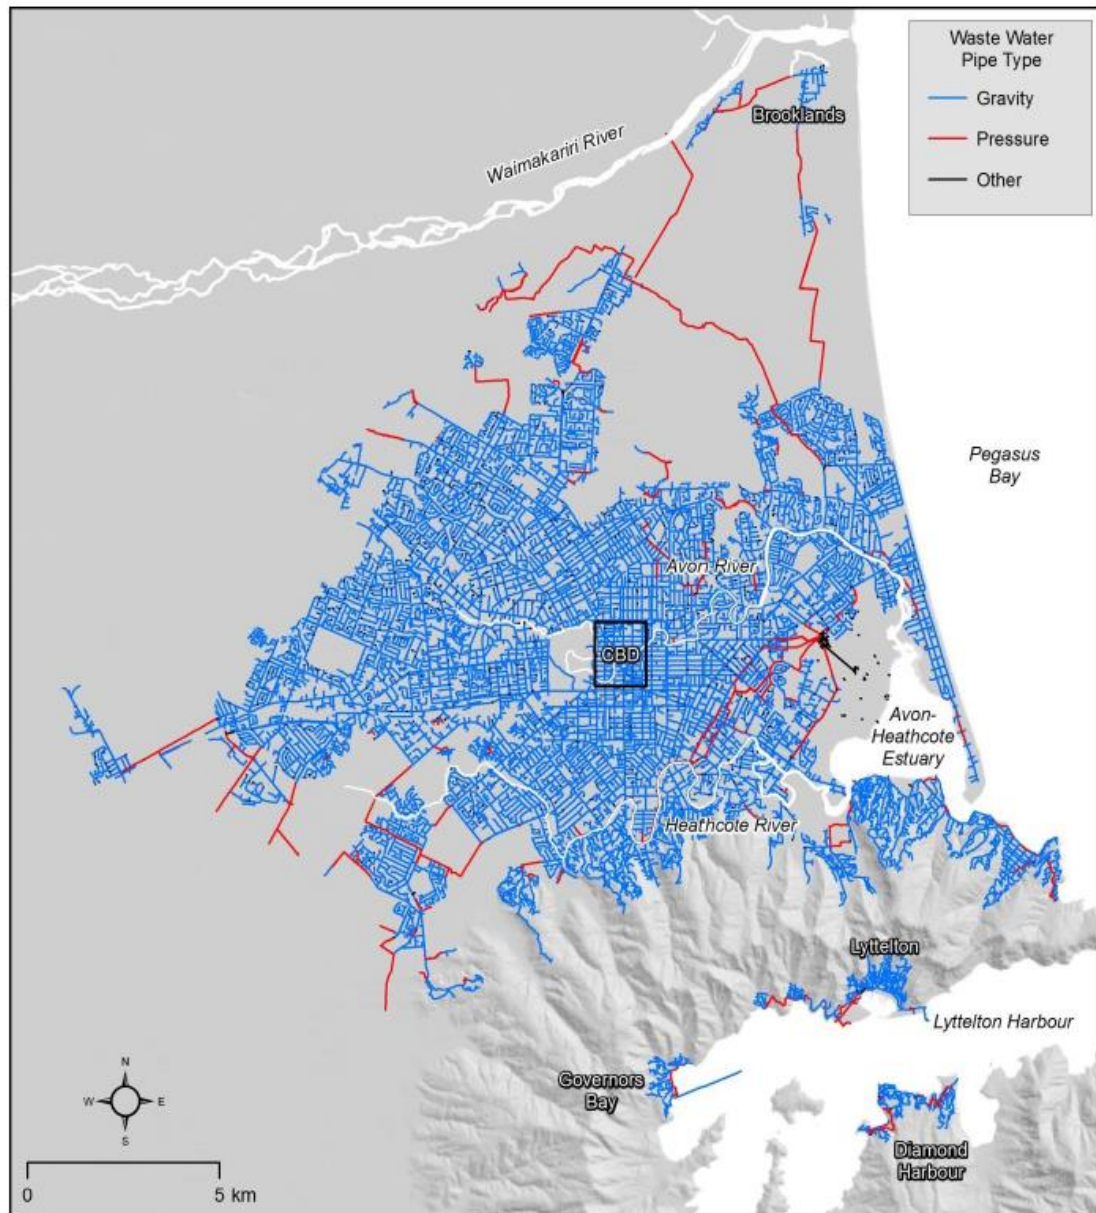 Waste Water
Pipe Type
Gravity
Pressure
Other
Brooklands
Waimakariri River
Pegasus
Bay
Avon River
CBD
Avon-
Heathcote
Estuary
Heathcote River
Lyttelton
Lyttelton Harbour
Governors
Bay
Diamond
Harbour
N
W
E
S
0
5 km